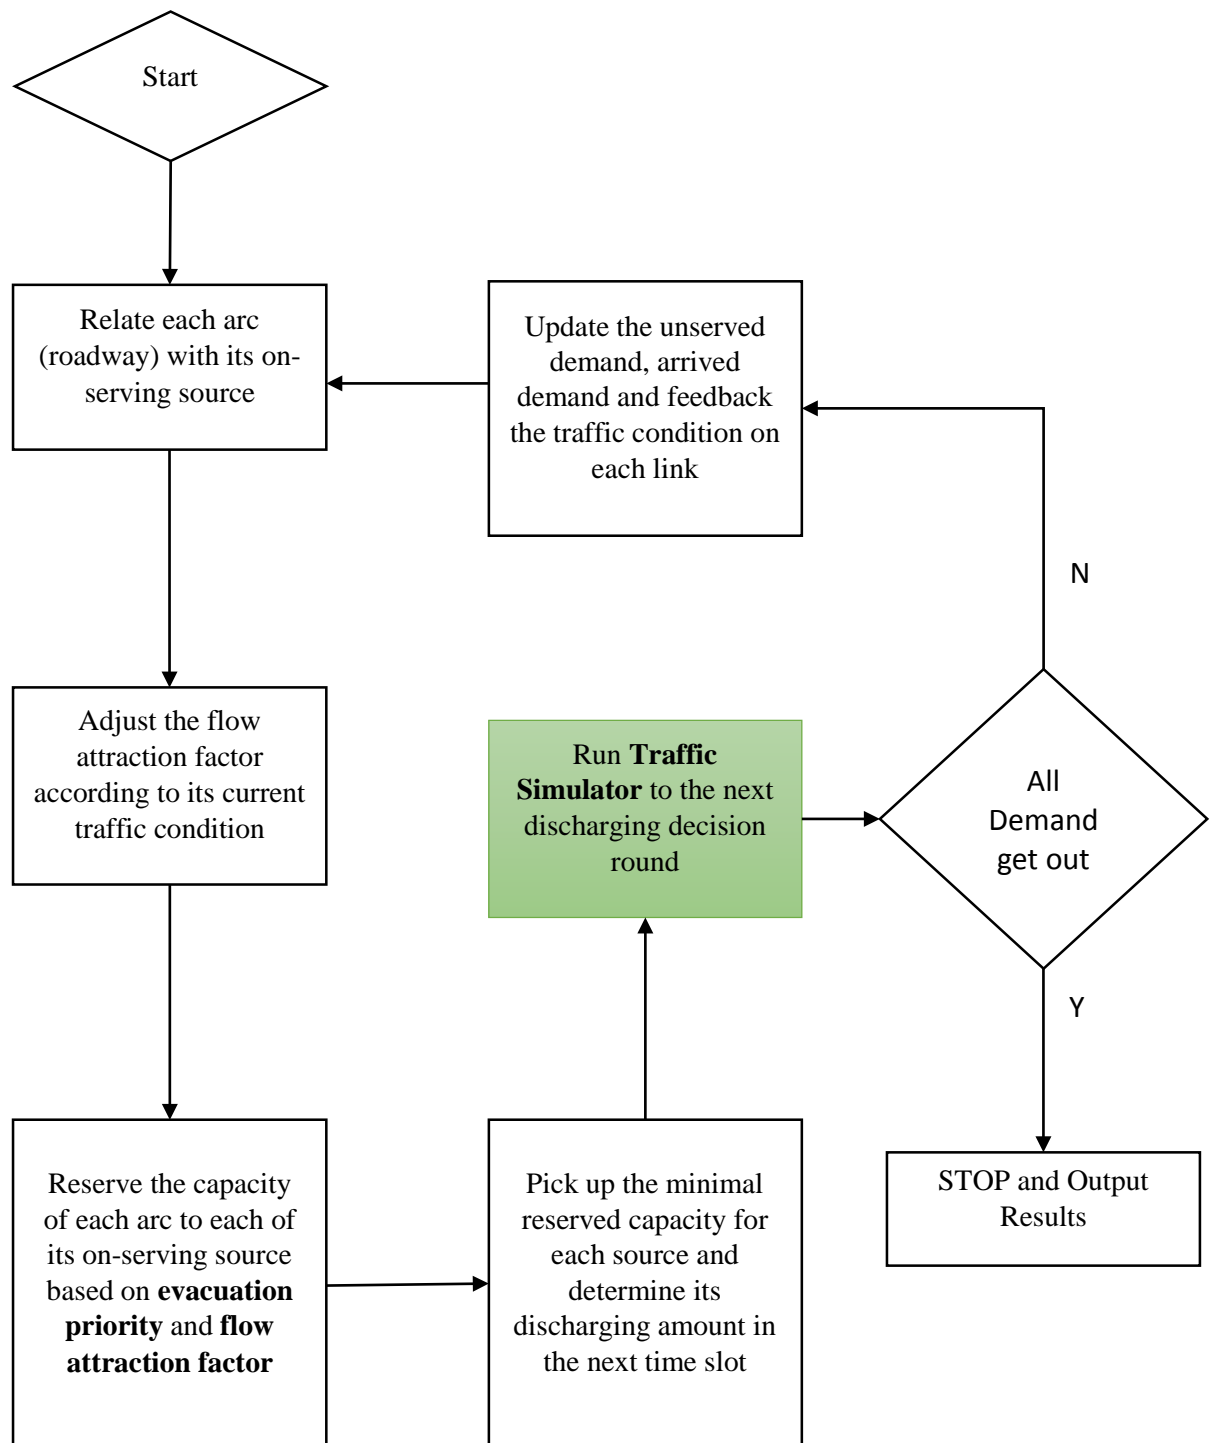 Start
Relate each arc
(roadway) with its on-
serving source
Update the unserved
demand, arrived
demand and feedback
the traffic condition on
each link
N
Adjust the flow
attraction factor
according to its current
traffic condition
Run Traffic
Simulator to the next
discharging decision
round
All
Demand
get out
Y
Reserve the capacity
of each arc to each of
its on-serving source
based on evacuation
priority and flow
attraction factor
Pick up the minimal
reserved capacity for
each source and
determine its
discharging amount in
the next time slot
STOP and Output
Results